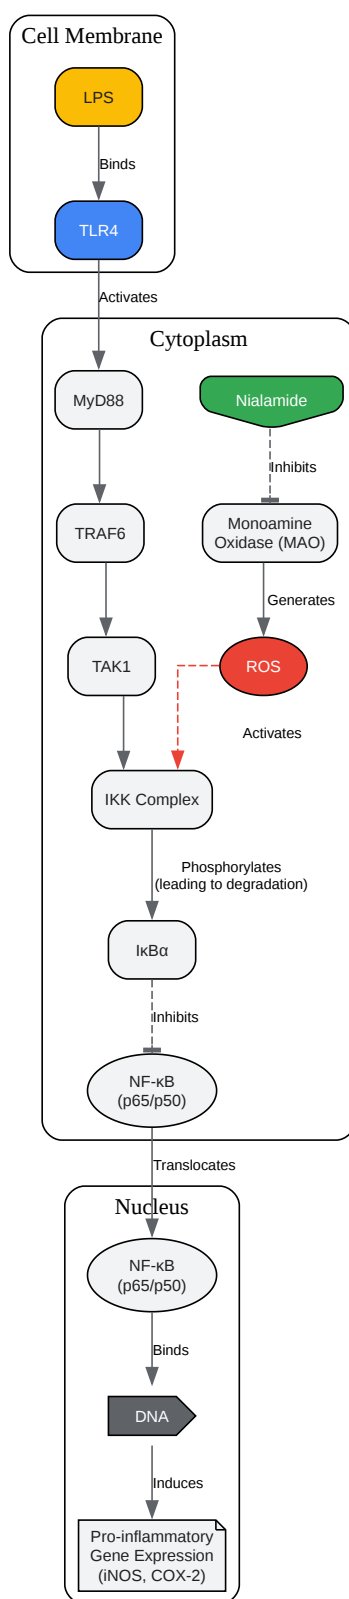 Cell Membrane
LPS
Binds
TLR4
Activates
Cytoplasm
MyD88
Nialamide
Inhibits
TRAF6
Monoamine
Oxidase (MAO)
Generates
TAK1
ROS
Activates
IKK Complex
Phosphorylates
(leading to degradation)
IκBα
Inhibits
NF-κB
(p65/p50)
Translocates
Nucleus
NF-κB
(p65/p50)
Binds
DNA
Induces
Pro-inflammatory
Gene Expression
(iNOS, COX-2)